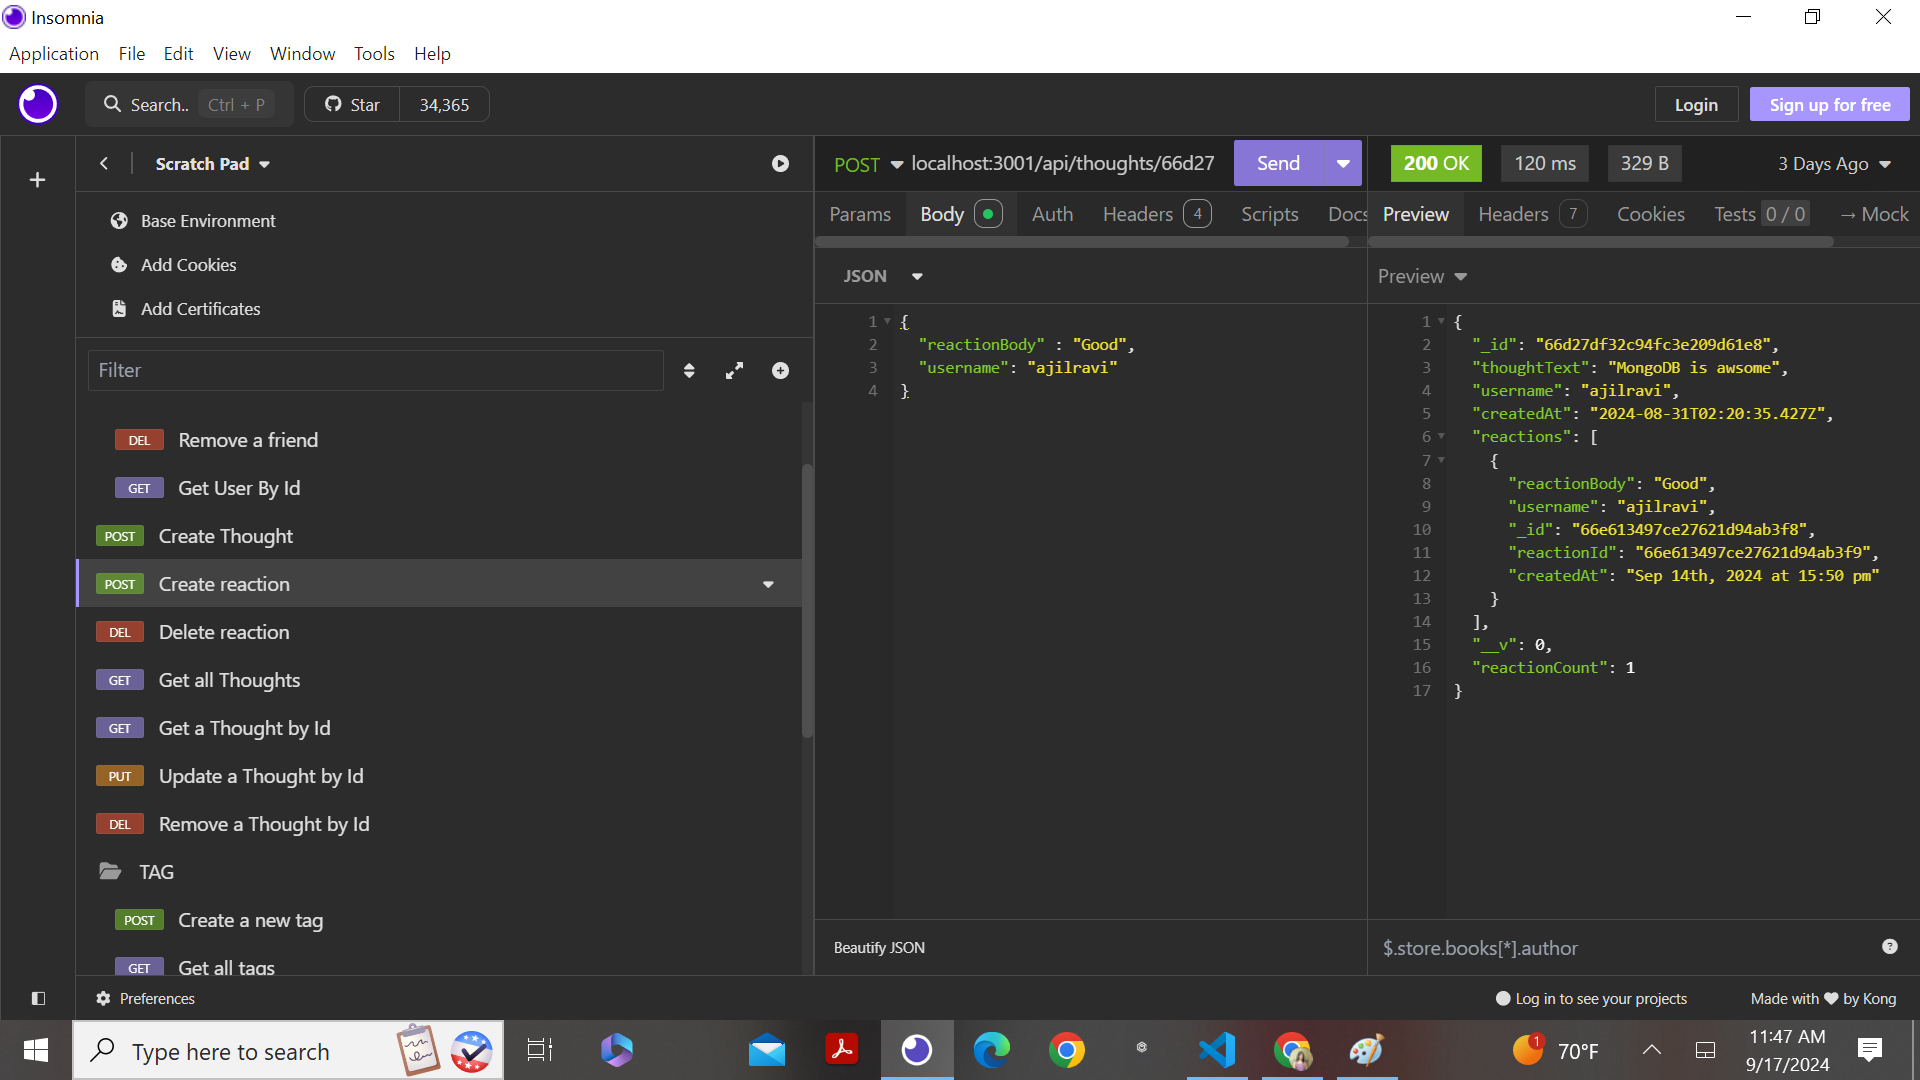 Insomnia
Application File Edit View Window Tools Help
Search.. Ctrl + P Star 34,365 Login Sign up for free
Scratch Pad
Base Environment
Add Cookies
Add Certificates
Filter
DEL Remove a friend
GET Get User By Id
POST Create Thought
POST Create reaction
DEL Delete reaction
GET Get all Thoughts
GET Get a Thought by Id
PUT Update a Thought by Id
DEL Remove a Thought by Id
TAG
POST Create a new tag
GET Get all tags
POST localhost:3001/api/thoughts/66d27 Send
Params Body Auth Headers 4 Scripts Docs
JSON
1 {
2 "reactionBody" : "Good",
3 "username": "ajilravi"
4 }
Beautify JSON
200 OK 120 ms 329 B 3 Days Ago
Preview Headers 7 Cookies Tests 0 / 0 → Mock
Preview
1 {
2 "_id": "66d27df32c94fc3e209d61e8",
3 "thoughtText": "MongoDB is awsome",
4 "username": "ajilravi",
5 "createdAt": "2024-08-31T02:20:35.427Z",
6 "reactions": [
7 {
8 "reactionBody": "Good",
9 "username": "ajilravi",
10 "_id": "66e613497ce27621d94ab3f8",
11 "reactionId": "66e613497ce27621d94ab3f9",
12 "createdAt": "Sep 14th, 2024 at 15:50 pm"
13 }
14 ],
15 "__v": 0,
16 "reactionCount": 1
17 }
$.store.books[*].author
Preferences Log in to see your projects Made with ❤ by Kong
Type here to search
1 70°F
11:47 AM
9/17/2024